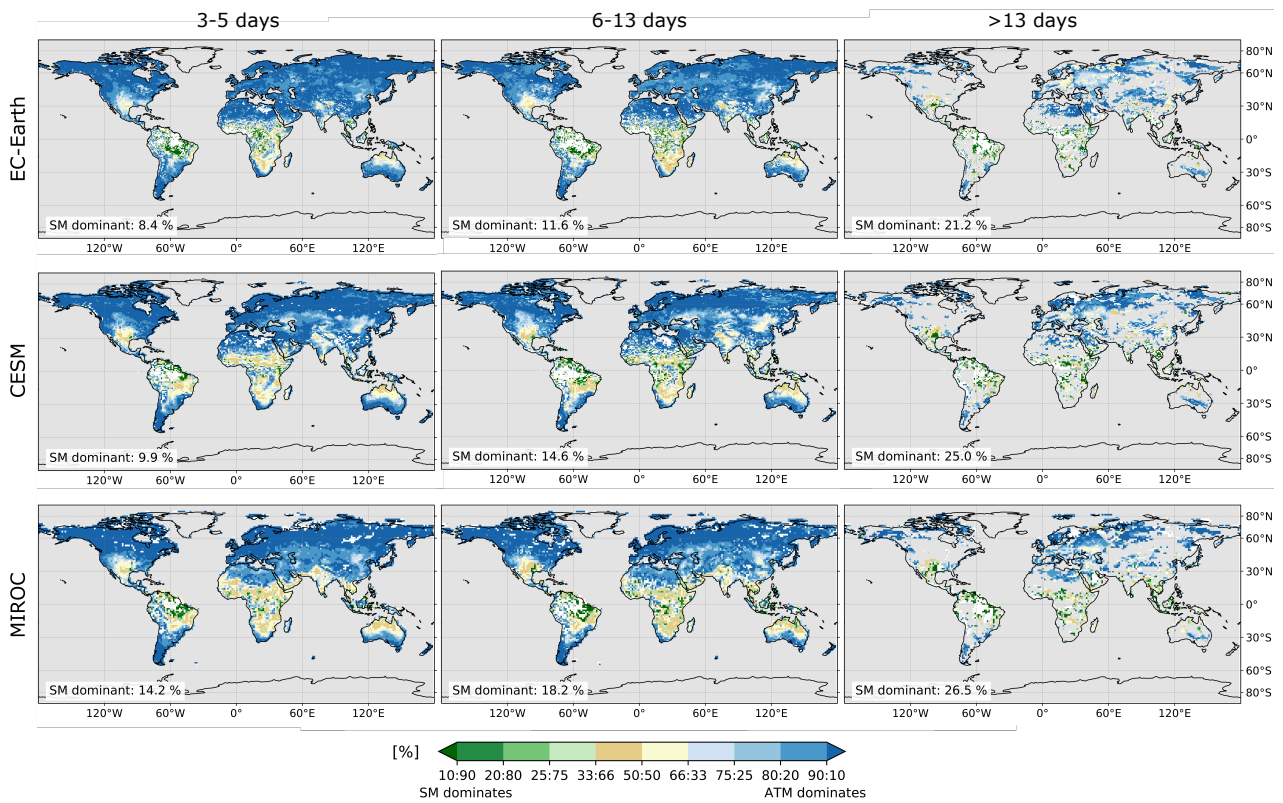 3-5 days 6-13 days >13 days
EC-Earth
80°N
60°N
30°N
0°
30°S
60°S
80°S
SM dominant: 8.4 % SM dominant: 11.6 % SM dominant: 21.2 %
120°W 60°W 0° 60°E 120°E 120°W 60°W 0° 60°E 120°E 120°W 60°W 0° 60°E 120°E
CESM
80°N
60°N
30°N
0°
30°S
60°S
80°S
SM dominant: 9.9 % SM dominant: 14.6 % SM dominant: 25.0 %
120°W 60°W 0° 60°E 120°E 120°W 60°W 0° 60°E 120°E 120°W 60°W 0° 60°E 120°E
MIROC
80°N
60°N
30°N
0°
30°S
60°S
80°S
SM dominant: 14.2 % SM dominant: 18.2 % SM dominant: 26.5 %
120°W 60°W 0° 60°E 120°E 120°W 60°W 0° 60°E 120°E 120°W 60°W 0° 60°E 120°E
[%]
10:90 20:80 25:75 33:66 50:50 66:33 75:25 80:20 90:10
SM dominates ATM dominates